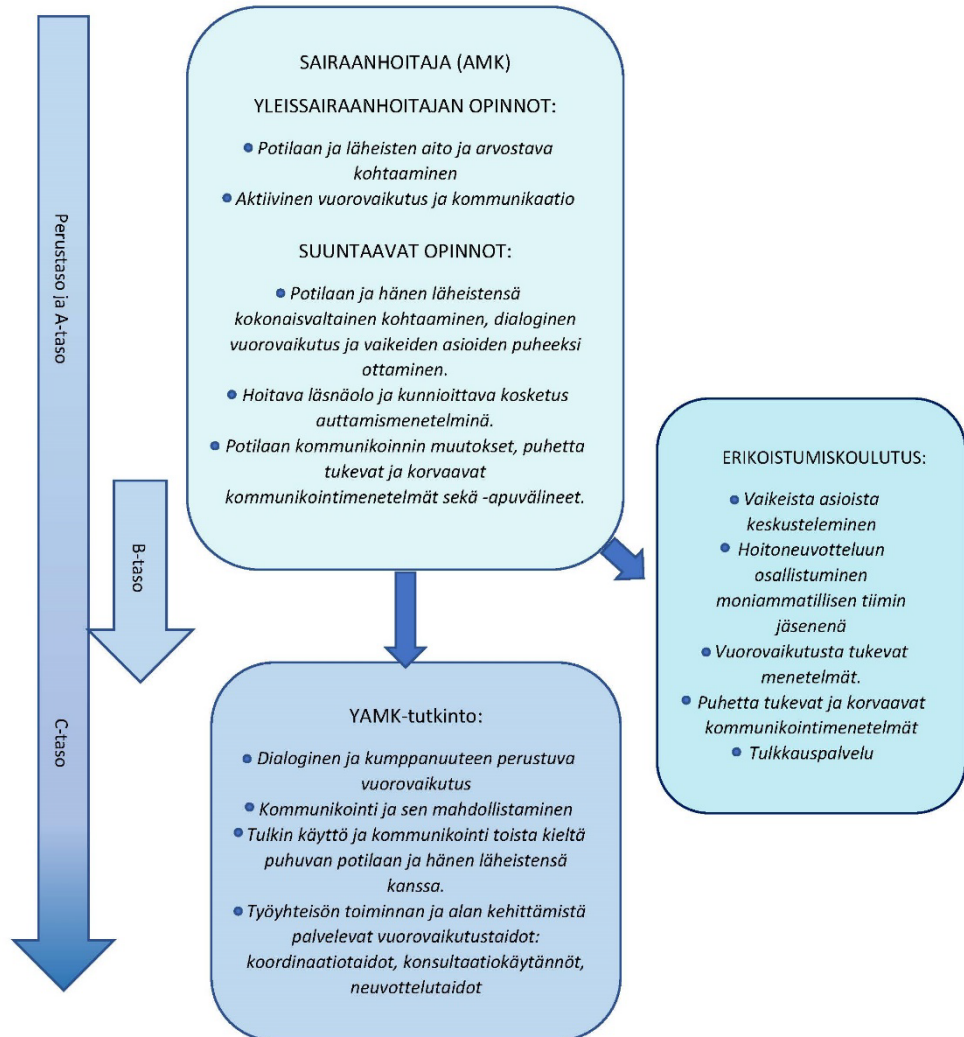 SAIRAANHOITAJA (AMK)
YLEISSAIRAANHOITAJAN OPINNOT:
Potilaan ja läheisten aito ja arvostava
kohtaaminen
Aktiivinen vuorovaikutus ja kommunikaatio
SUUNTAAVAT OPINNOT:
Potilaan ja hänen läheistensä
kokonaisvaltainen kohtaaminen, dialoginen
vuorovaikutus ja vaikeiden asioiden puheeksi
ottaminen.
Hoitava läsnäolo ja kunnioittava kosketus
auttamismenetelminä.
Potilaan kommunikoinnin muutokset, puhetta
tukevat ja korvaavat
kommunikointimenetelmät sekä -apuvälineet.
Perustaso ja A-taso
B-taso
C-taso
ERIKOISTUMISKOULUTUS:
Vaikeista asioista
keskusteleminen
Hoitoneuvotteluun
osallistuminen
moniammatillisen tiimin
jäsenenä
Vuorovaikutusta tukevat
menetelmät.
Puhetta tukevat ja korvaavat
kommunikointimenetelmät
Tulkkauspalvelu
YAMK-tutkinto:
Dialoginen ja kumppanuuteen perustuva
vuorovaikutus
Kommunikointi ja sen mahdollistaminen
Tulkin käyttö ja kommunikointi toista kieltä
puhuvan potilaan ja hänen läheistensä
kanssa.
Työyhteisön toiminnan ja alan kehittämistä
palvelevat vuorovaikutustaidot:
koordinaatiotaidot, konsultaatiokäytännöt,
neuvottelutaidot